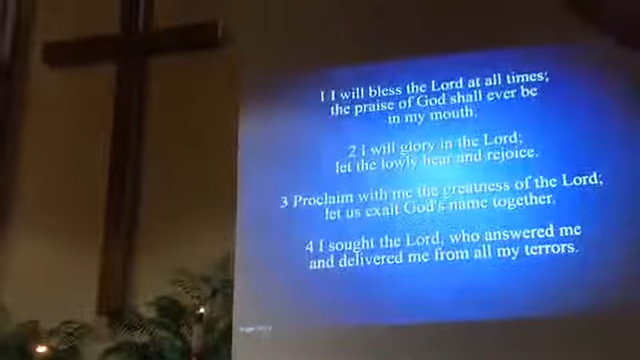 1 I will bless the Lord at all times;
the praise of God shall ever be
in my mouth.
2 I will glory in the Lord;
let the lowly hear and rejoice.
3 Proclaim with me the greatness of the Lord;
let us exalt God's name together.
4 I sought the Lord, who answered me
and delivered me from all my terrors.